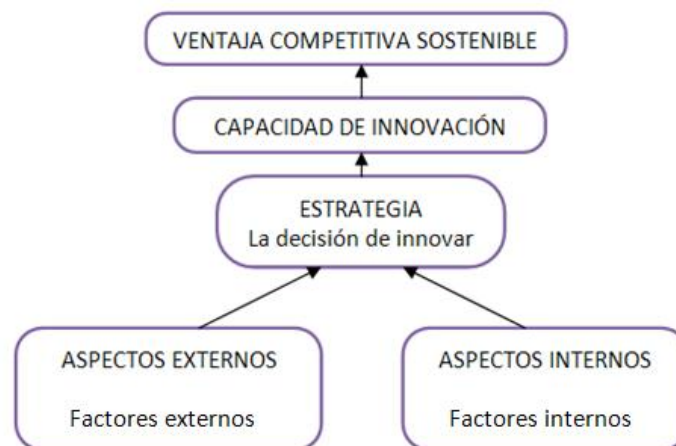 VENTAJA COMPETITIVA SOSTENIBLE
CAPACIDAD DE INNOVACIÓN
ESTRATEGIA
La decisión de innovar
ASPECTOS EXTERNOS
Factores externos
ASPECTOS INTERNOS
Factores internos